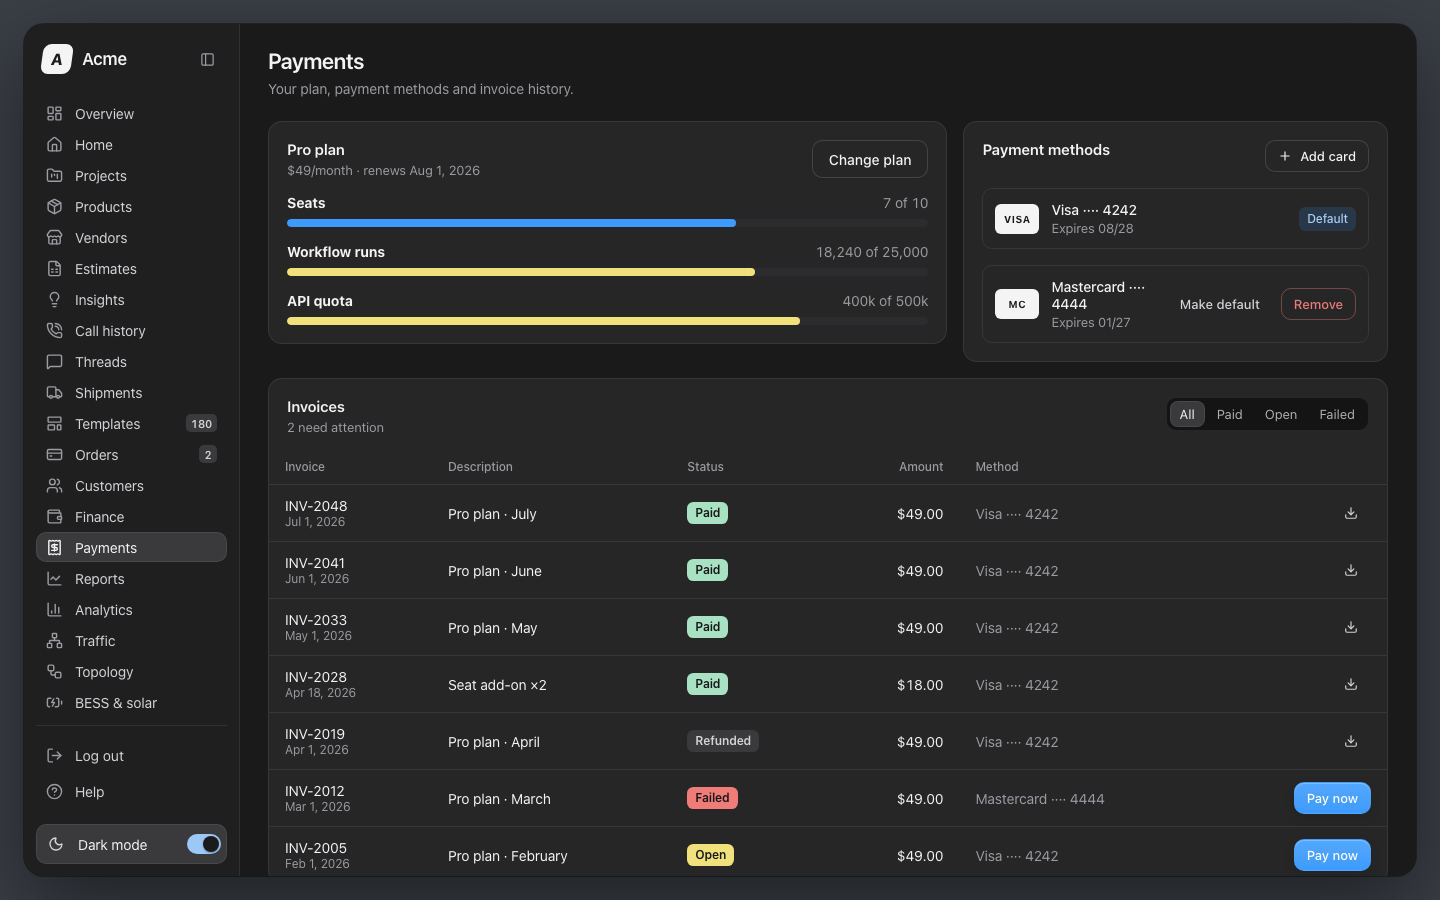 A Acme
Overview
Home
Projects
Products
Vendors
Estimates
Insights
Call history
Threads
Shipments
Templates 180
Orders 2
Customers
Finance
Payments
Reports
Analytics
Traffic
Topology
BESS & solar
Log out
Help
Dark mode
Payments
Your plan, payment methods and invoice history.
Pro plan
$49/month · renews Aug 1, 2026
Change plan
Seats 7 of 10
Workflow runs 18,240 of 25,000
API quota 400k of 500k
Payment methods
Add card
VISA
Visa ···· 4242
Expires 08/28
Default
MC
Mastercard ····
4444
Expires 01/27
Make default
Remove
Invoices
2 need attention
All Paid Open Failed
Invoice Description Status Amount Method
INV-2048
Jul 1, 2026
Pro plan · July Paid $49.00 Visa ···· 4242
INV-2041
Jun 1, 2026
Pro plan · June Paid $49.00 Visa ···· 4242
INV-2033
May 1, 2026
Pro plan · May Paid $49.00 Visa ···· 4242
INV-2028
Apr 18, 2026
Seat add-on ×2 Paid $18.00 Visa ···· 4242
INV-2019
Apr 1, 2026
Pro plan · April Refunded $49.00 Visa ···· 4242
INV-2012
Mar 1, 2026
Pro plan · March Failed $49.00 Mastercard ···· 4444 Pay now
INV-2005
Feb 1, 2026
Pro plan · February Open $49.00 Visa ···· 4242 Pay now